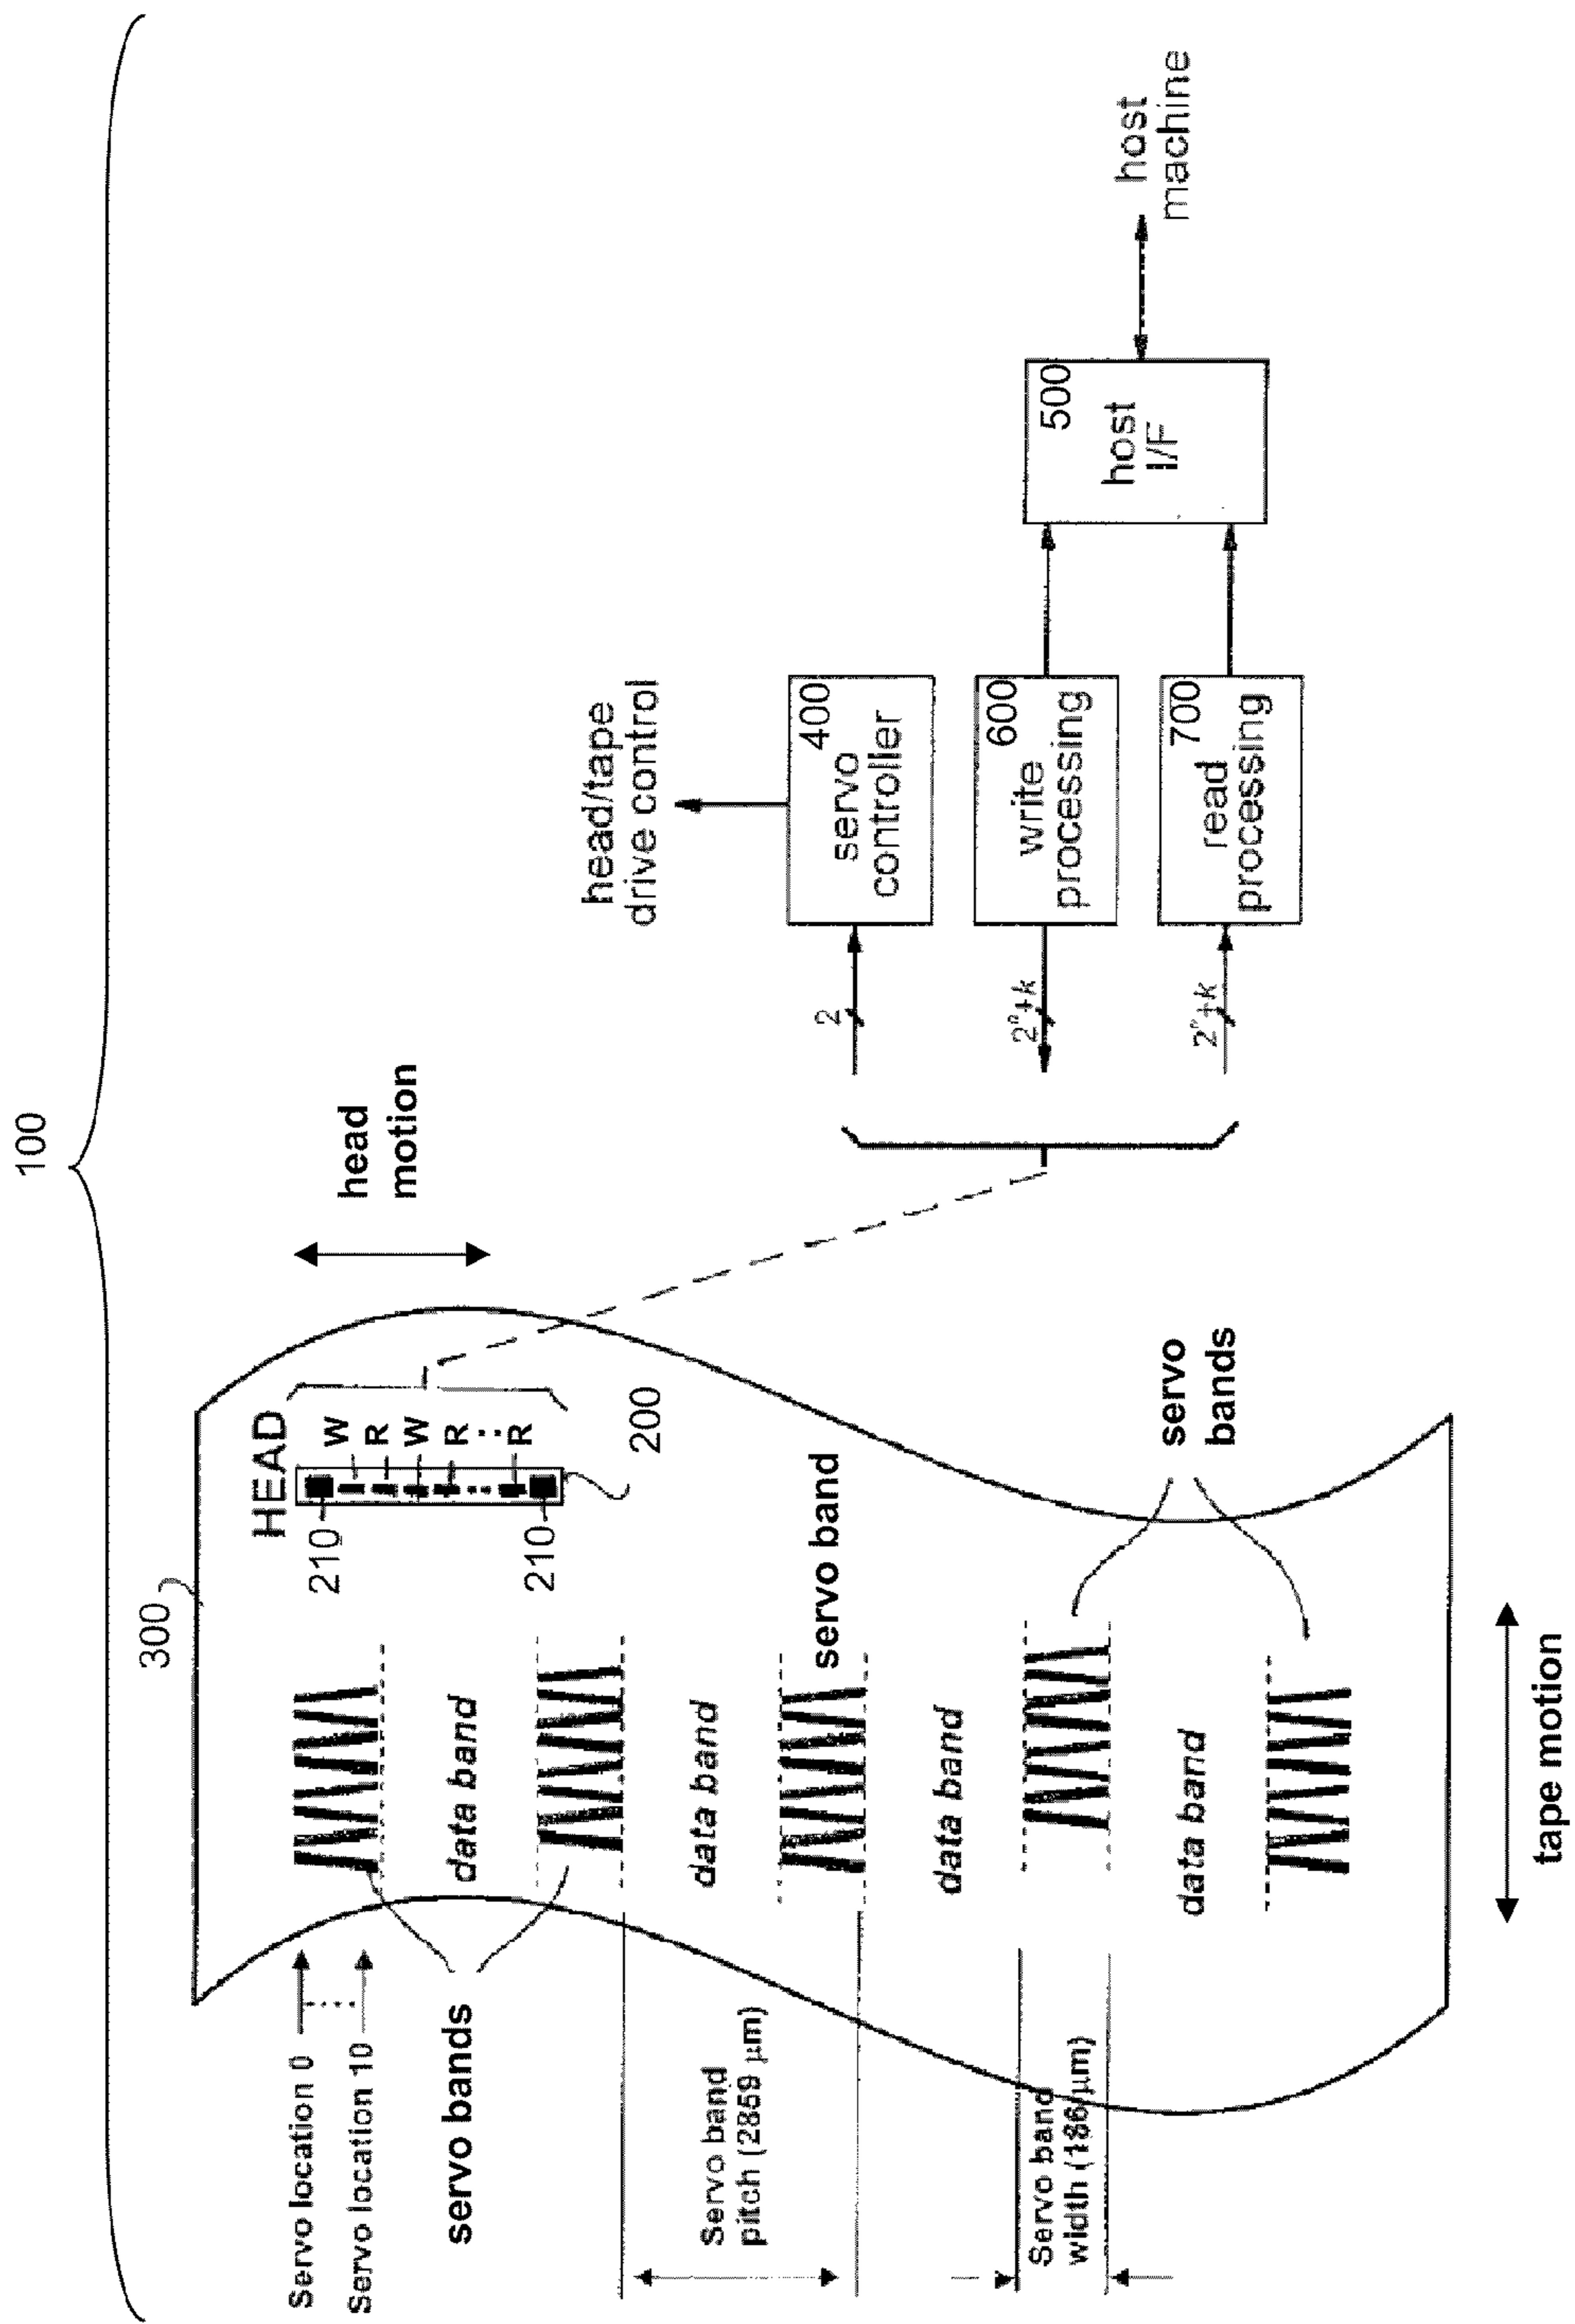 100
300
HEAD
W
R
W
R
R
210
210
200
head
motion
Servo location 0
Servo location 10
servo bands
data band
data band
servo band
data band
data band
servo
bands
Servo band
pitch (2859 μm)
Servo band
width (186 μm)
tape motion
head/tape
drive control
2
400
servo
controller
2ⁿ+k
600
write
processing
2ⁿ+k
700
read
processing
500
host
I/F
host
machine